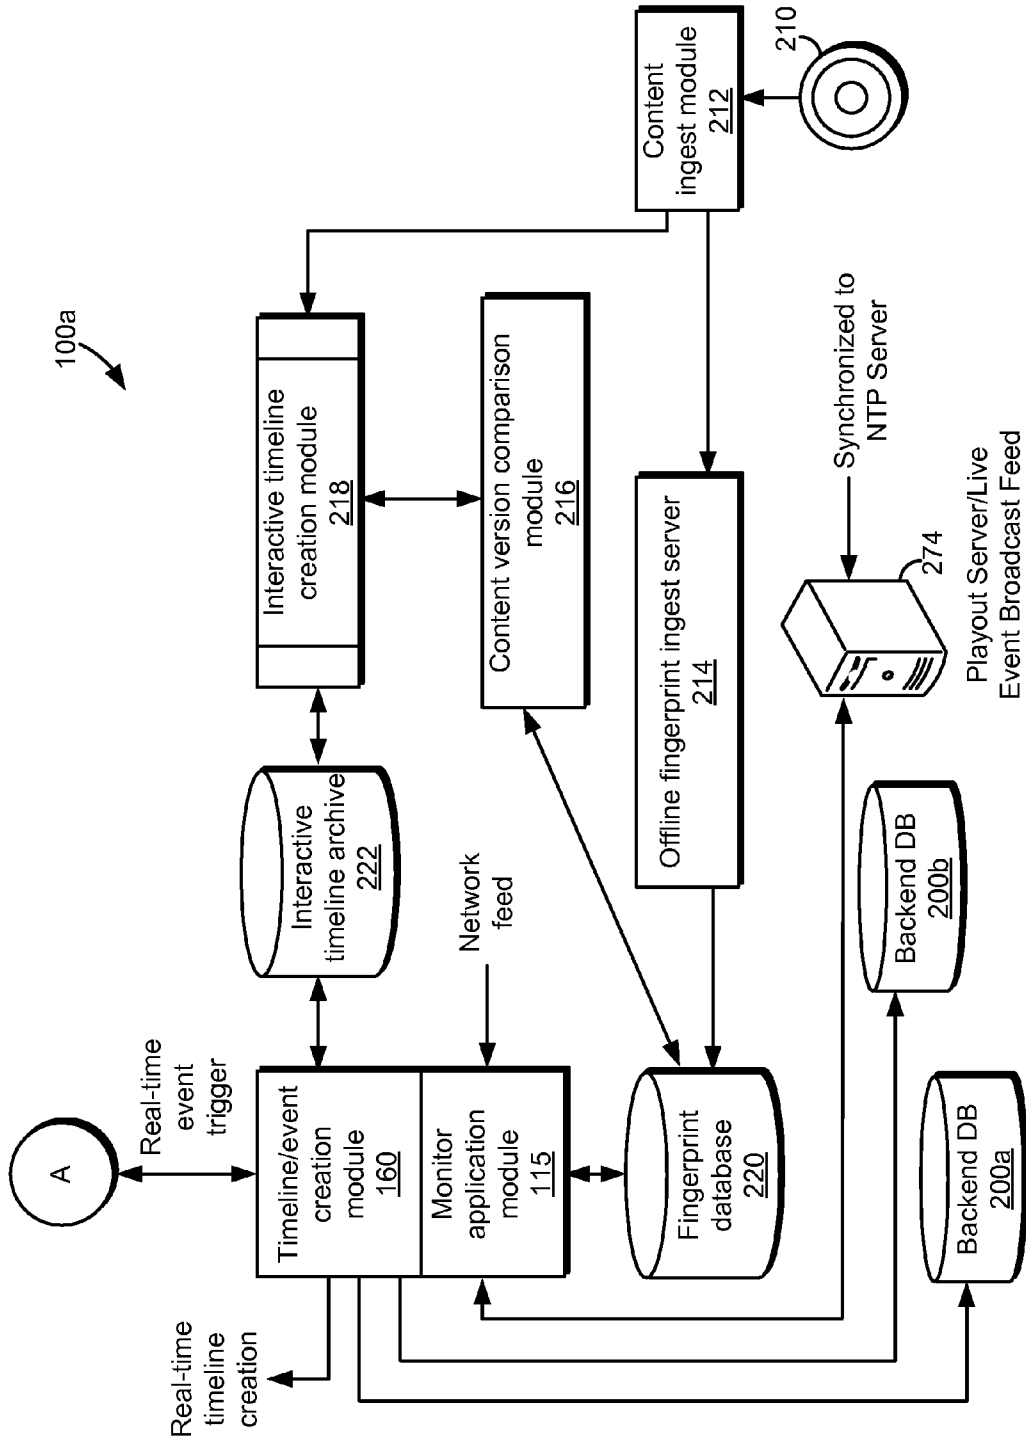 100a
A
Real-time
event
trigger
Real-time
timeline
creation
Timeline/event
creation
module
160
Monitor
application
module
115
Network
feed
Interactive
timeline archive
222
Interactive timeline
creation module
218
Content version comparison
module
216
Content
ingest module
212
210
Offline fingerprint ingest server
214
Fingerprint
database
220
Synchronized to
NTP Server
274
Playout Server/Live
Event Broadcast Feed
Backend DB
200b
Backend DB
200a